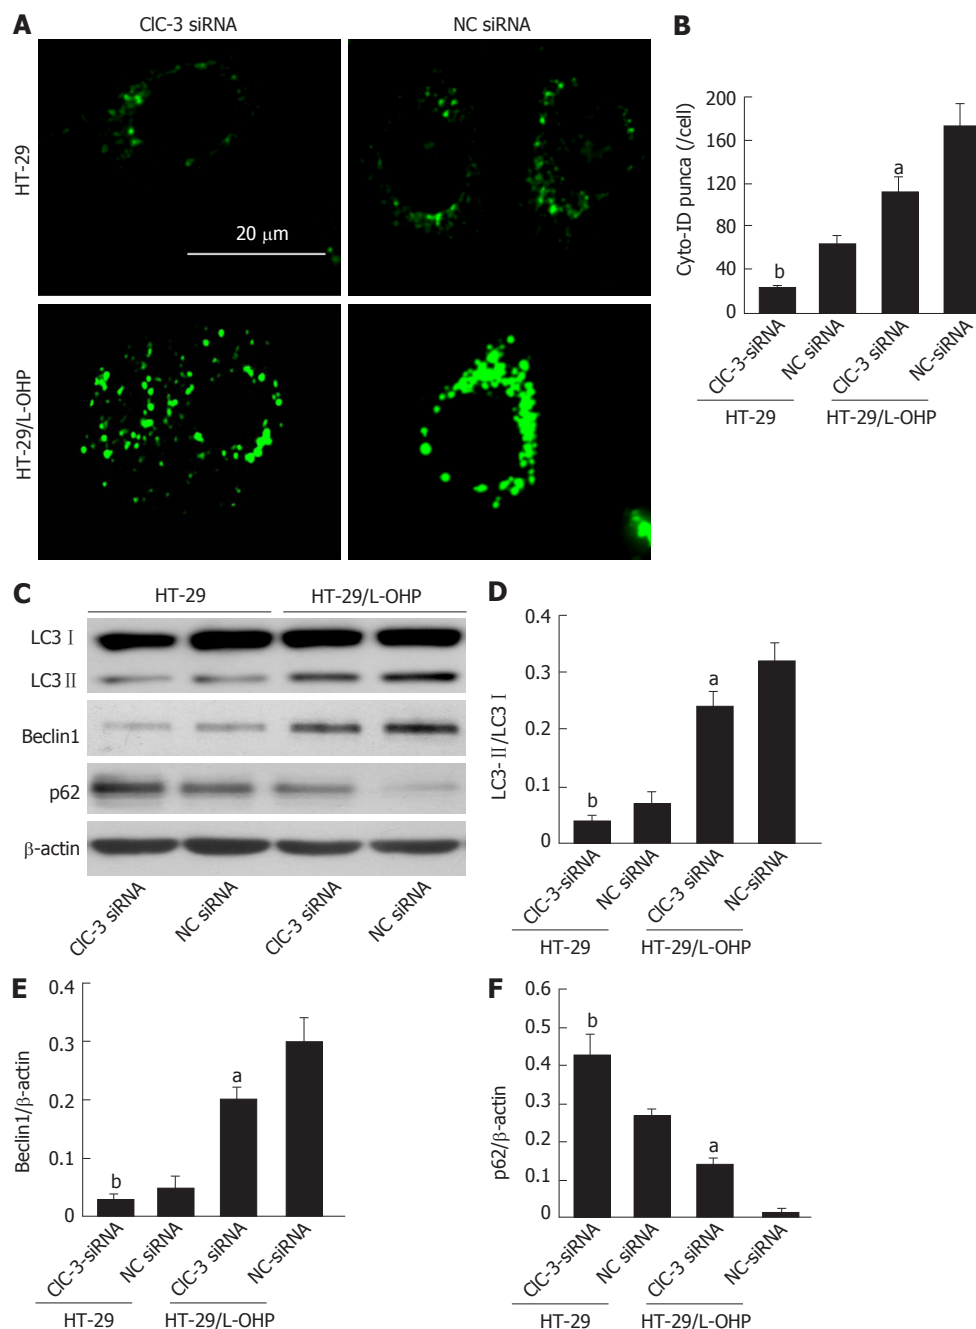 A
ClC-3 siRNA
NC siRNA
HT-29
20 μm
HT-29/L-OHP
B
Cyto-ID punca (/cell)
200
160
120
80
40
0
b
a
ClC-3-siRNA
NC siRNA
ClC-3 siRNA
NC-siRNA
HT-29
HT-29/L-OHP
C
HT-29
HT-29/L-OHP
LC3 Ⅰ
LC3 Ⅱ
Beclin1
p62
β-actin
ClC-3 siRNA
NC siRNA
ClC-3 siRNA
NC siRNA
D
LC3-Ⅱ/LC3 Ⅰ
0.4
0.3
0.2
0.1
0
b
a
ClC-3-siRNA
NC siRNA
ClC-3 siRNA
NC-siRNA
HT-29
HT-29/L-OHP
E
Beclin1/β-actin
0.4
0.3
0.2
0.1
0
b
a
ClC-3-siRNA
NC siRNA
ClC-3 siRNA
NC-siRNA
HT-29
HT-29/L-OHP
F
p62/β-actin
0.6
0.5
0.4
0.3
0.2
0.1
0
b
a
ClC-3-siRNA
NC siRNA
ClC-3 siRNA
NC-siRNA
HT-29
HT-29/L-OHP